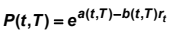 P(t,T) = e^{a(t,T)−b(t,T)r_t}